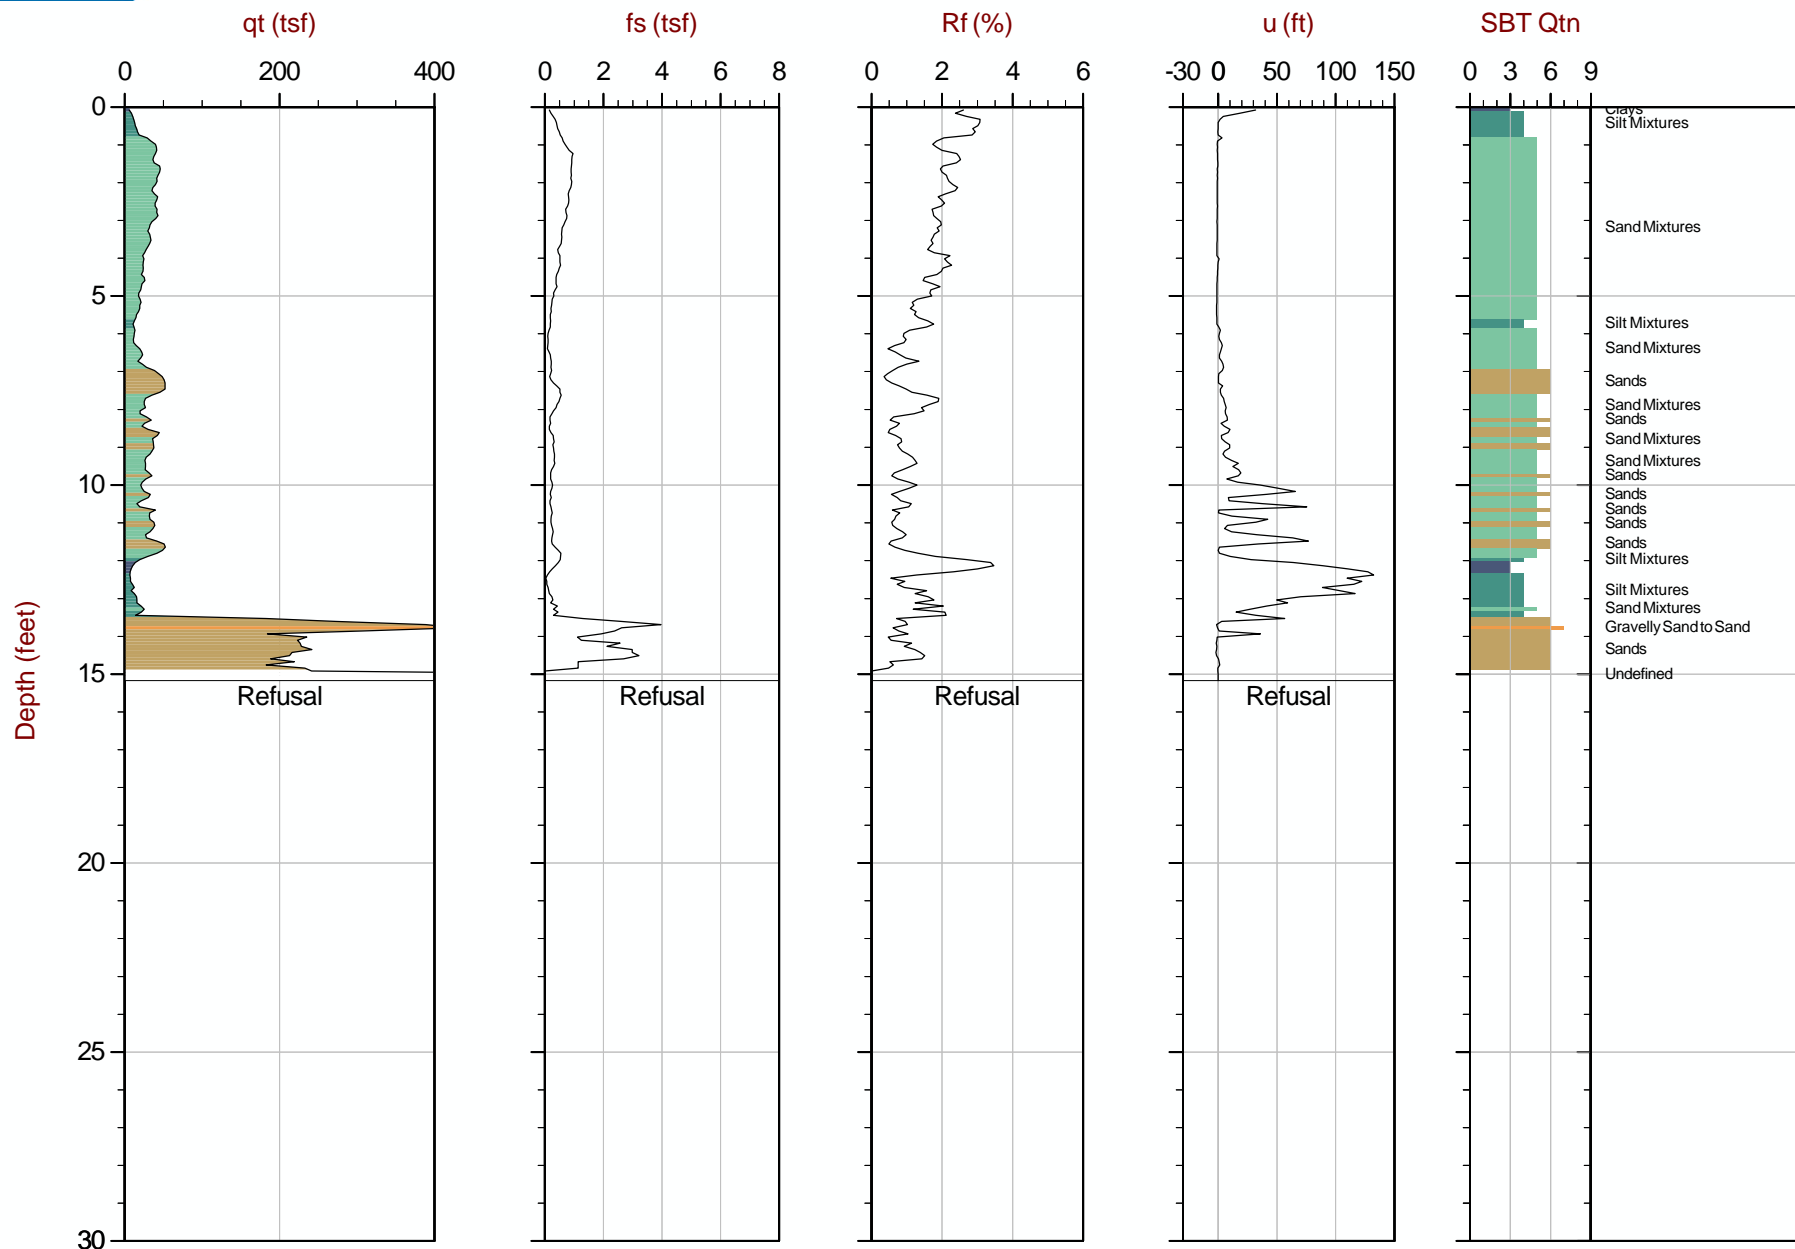 qt (tsf) fs (tsf) Rf (%) u (ft) SBT Qtn
0 200 400 0 2 4 6 8 0 2 4 6 -30 0 50 100 150 0 3 6 9
0
Clays
Silt Mixtures
Sand Mixtures
5
Silt Mixtures
Sand Mixtures
Sands
Sand Mixtures
Sands
Sand Mixtures
Sand Mixtures
Sands
10
Sands
Sands
Sands
Sands
Silt Mixtures
Silt Mixtures
Sand Mixtures
Gravelly Sand to Sand
Sands
15
Undefined
Refusal Refusal Refusal Refusal
Depth (feet)
20
25
30